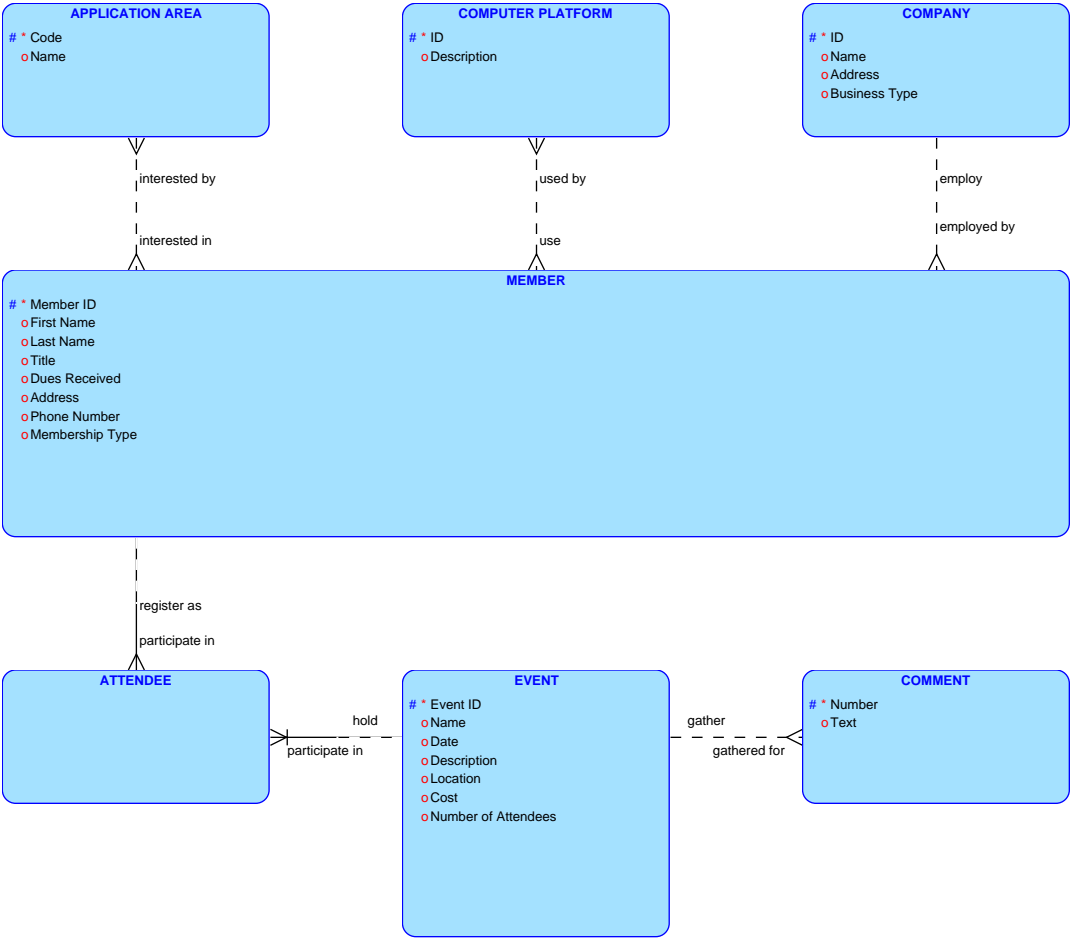 APPLICATION AREA
# * Code
o Name
COMPUTER PLATFORM
# * ID
o Description
COMPANY
# * ID
o Name
o Address
o Business Type
interested by
interested in
used by
use
employ
employed by
MEMBER
# * Member ID
o First Name
o Last Name
o Title
o Dues Received
o Address
o Phone Number
o Membership Type
register as
participate in
ATTENDEE
hold
participate in
EVENT
# * Event ID
o Name
o Date
o Description
o Location
o Cost
o Number of Attendees
gather
gathered for
COMMENT
# * Number
o Text